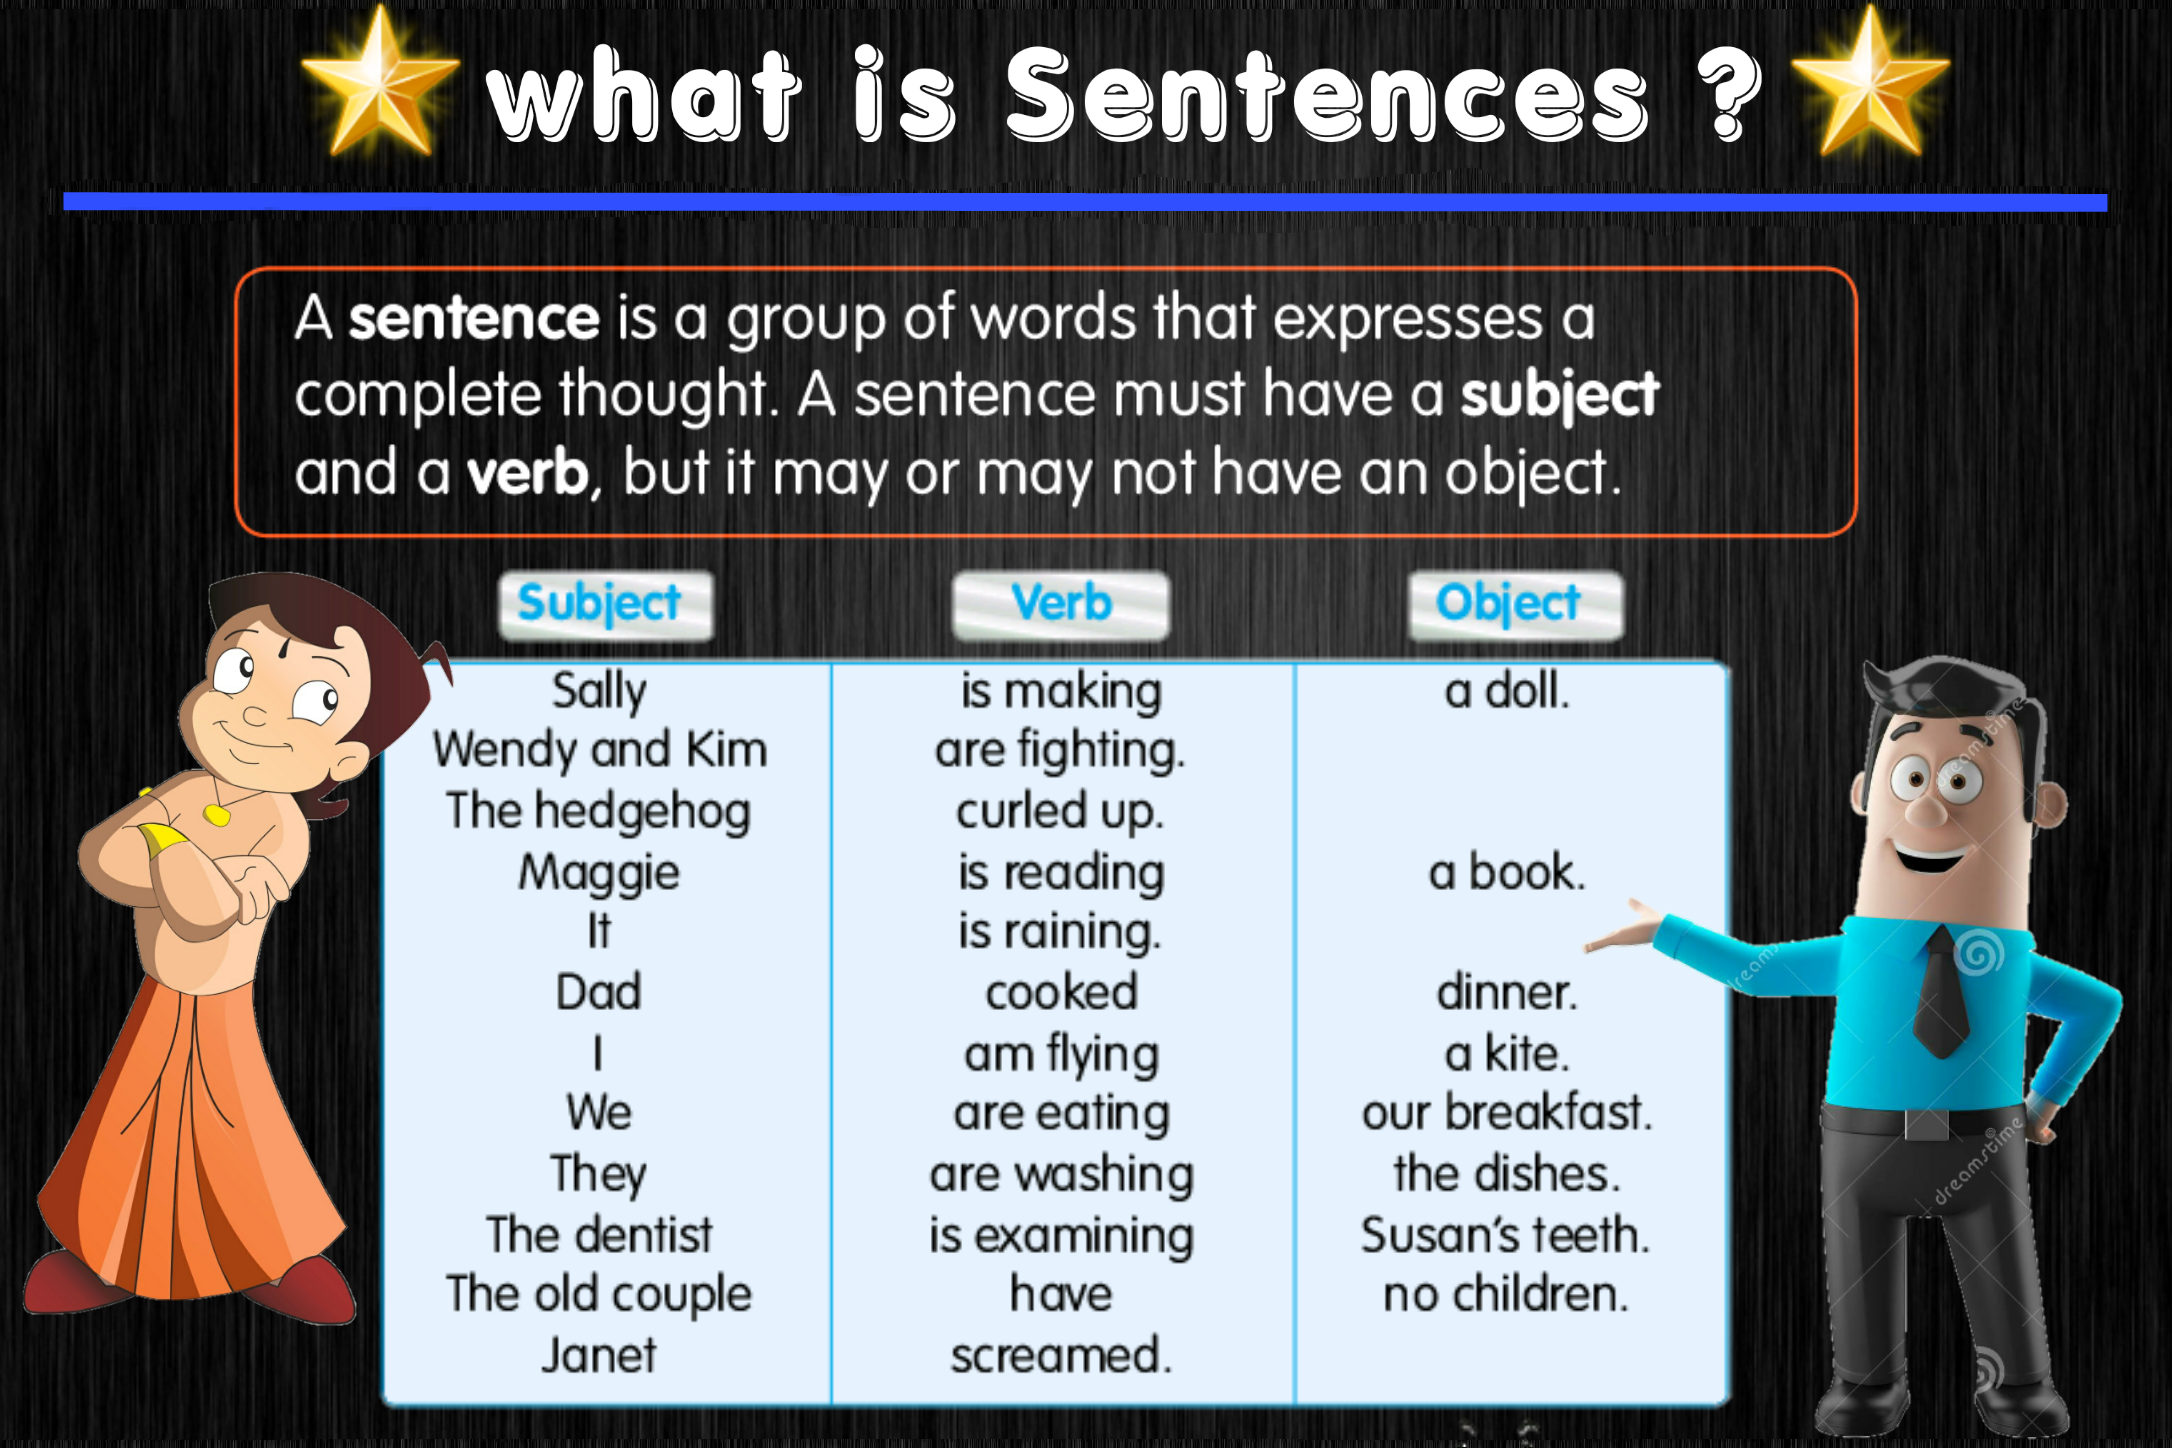 what is Sentences ?
A sentence is a group of words that expresses a
complete thought. A sentence must have a subject
and a verb, but it may or may not have an object.
Subject Verb Object
Sally is making a doll.
Wendy and Kim are fighting.
The hedgehog curled up.
Maggie is reading a book.
It is raining.
Dad cooked dinner.
I am flying a kite.
We are eating our breakfast.
They are washing the dishes.
The dentist is examining Susan's teeth.
The old couple have no children.
Janet screamed.
dreamstime
dreamstime
dreams
dreamstime